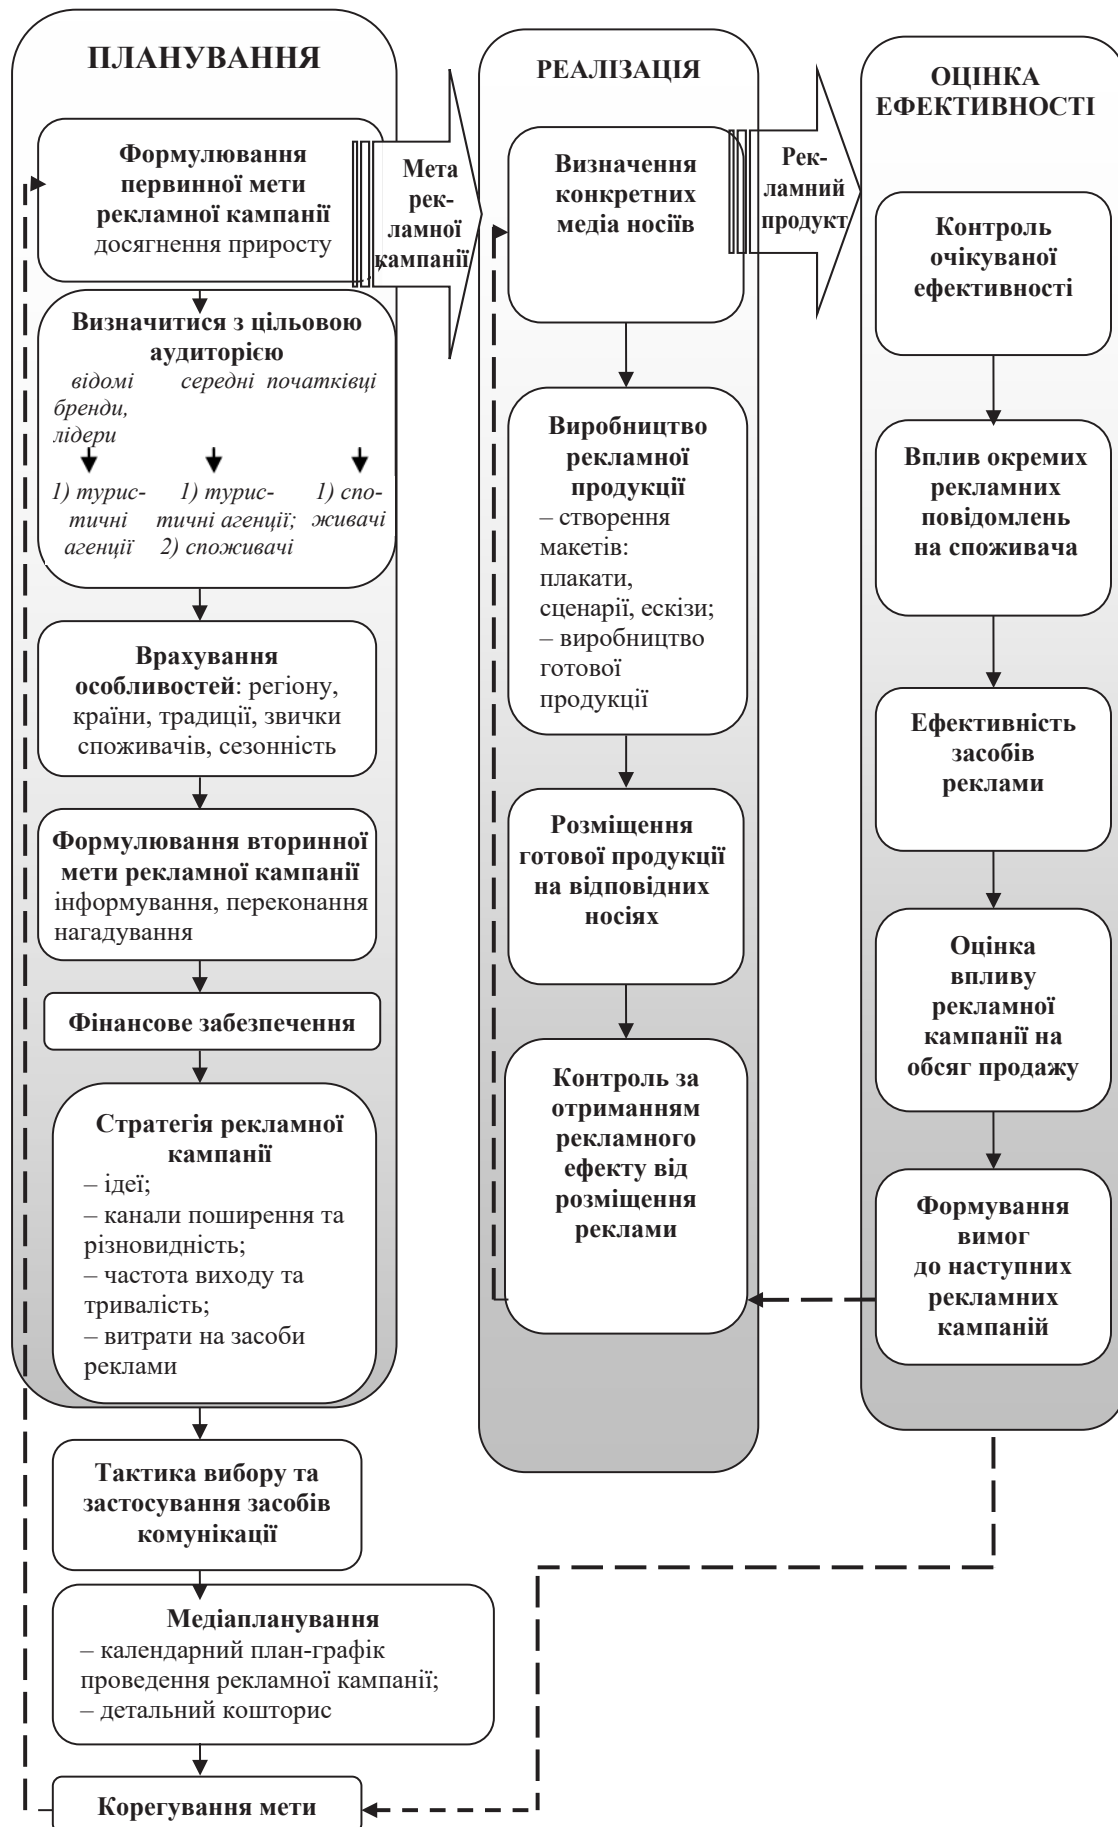 ПЛАНУВАННЯ
Формулювання
первинної мети
рекламної кампанії
досягнення приросту
Визначитися з цільовою
аудиторією
відомі
бренди,
лідери
середні
початківці
1) турис-
тичні
агенції
1) турис-
тичні агенції;
2) споживачі
1) спо-
живачі
Врахування
особливостей: регіону,
країни, традиції, звички
споживачів, сезонність
Формулювання вторинної
мети рекламної кампанії
інформування, переконання
нагадування
Фінансове забезпечення
Стратегія рекламної
кампанії
– ідеї;
– канали поширення та
різновидність;
– частота виходу та
тривалість;
– витрати на засоби
реклами
Тактика вибору та
застосування засобів
комунікації
Медіапланування
– календарний план-графік
проведення рекламної кампанії;
– детальний кошторис
Корегування мети
Мета
рек-
ламної
кампанії
РЕАЛІЗАЦІЯ
Визначення
конкретних
медіа носіїв
Виробництво
рекламної
продукції
– створення
макетів:
плакати,
сценарії, ескізи;
– виробництво
готової
продукції
Розміщення
готової продукції
на відповідних
носіях
Контроль за
отриманням
рекламного
ефекту від
розміщення
реклами
Рек-
ламний
продукт
ОЦІНКА
ЕФЕКТИВНОСТІ
Контроль
очікуваної
ефективності
Вплив окремих
рекламних
повідомлень
на споживача
Ефективність
засобів
реклами
Оцінка
впливу
рекламної
кампанії на
обсяг продажу
Формування
вимог
до наступних
рекламних
кампаній